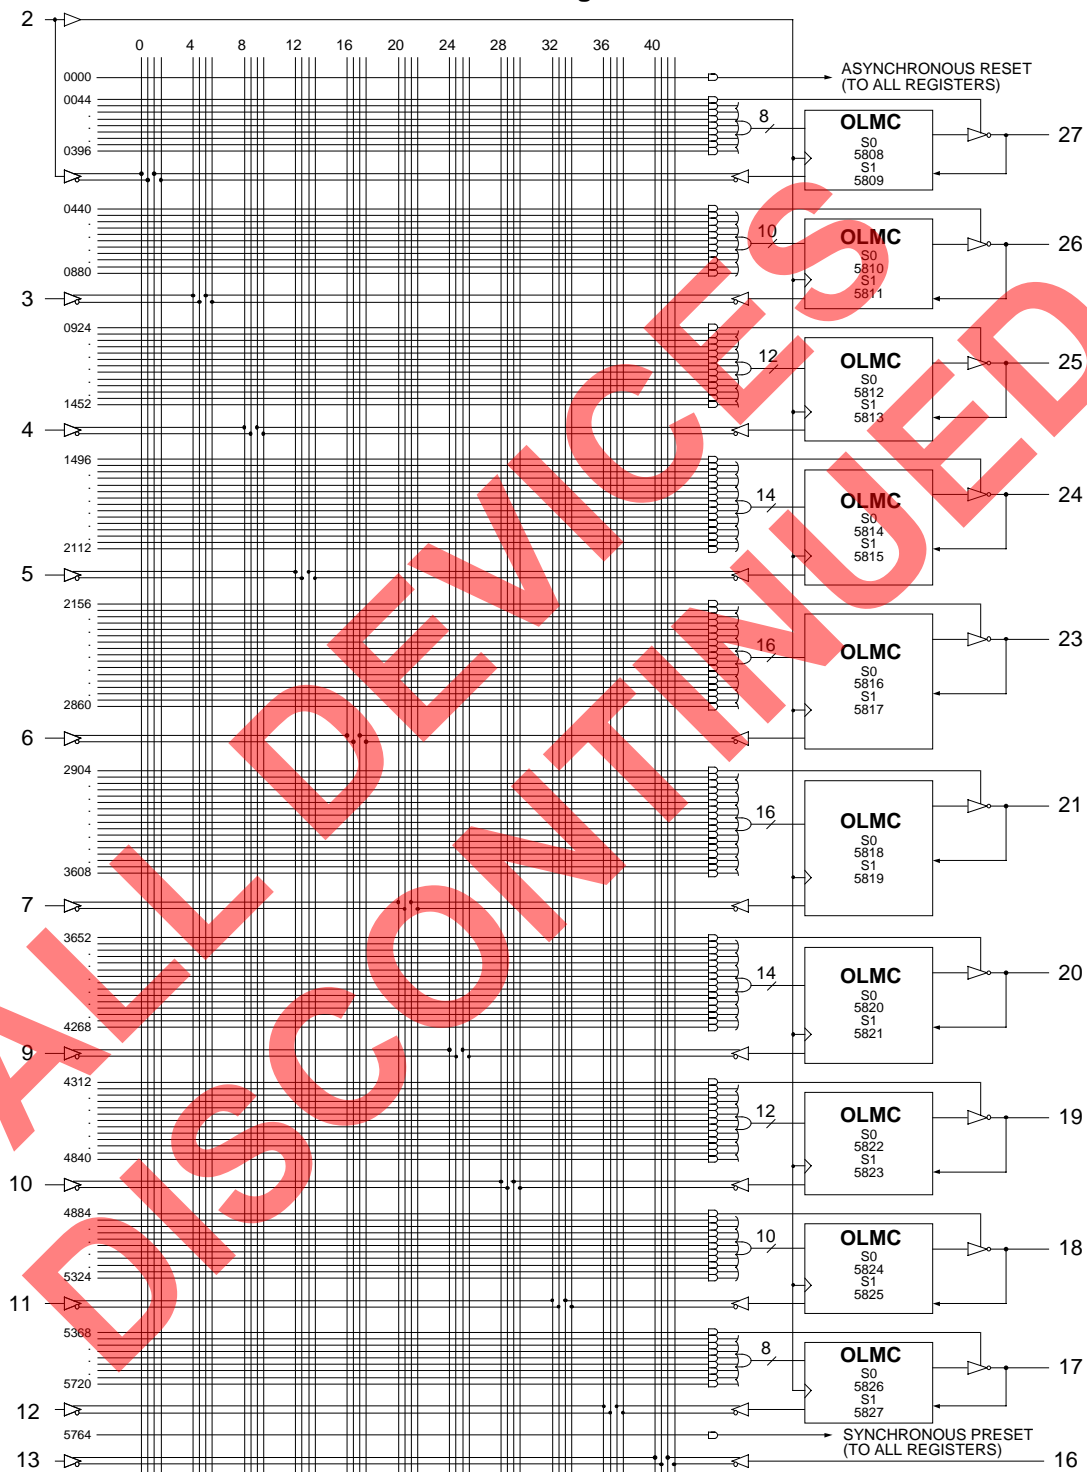 2
0 4 8 12 16 20 24 28 32 36 40
0000
ASYNCHRONOUS RESET
(TO ALL REGISTERS)
0044
.
.
.
0396
8
OLMC
S0
5808
S1
5809
27
0440
.
.
.
0880
10
OLMC
S0
5810
S1
5811
26
3
0924
.
.
.
1452
12
OLMC
S0
5812
S1
5813
25
4
1496
.
.
.
2112
14
OLMC
S0
5814
S1
5815
24
5
2156
.
.
.
2860
16
OLMC
S0
5816
S1
5817
23
6
2904
.
.
.
3608
16
OLMC
S0
5818
S1
5819
21
7
3652
.
.
.
4268
14
OLMC
S0
5820
S1
5821
20
9
4312
.
.
.
4840
12
OLMC
S0
5822
S1
5823
19
10
4884
.
.
.
5324
10
OLMC
S0
5824
S1
5825
18
11
5368
.
.
.
5720
8
OLMC
S0
5826
S1
5827
17
12
5764
SYNCHRONOUS PRESET
(TO ALL REGISTERS)
13
16
ALL DEVICES
DISCONTINUED